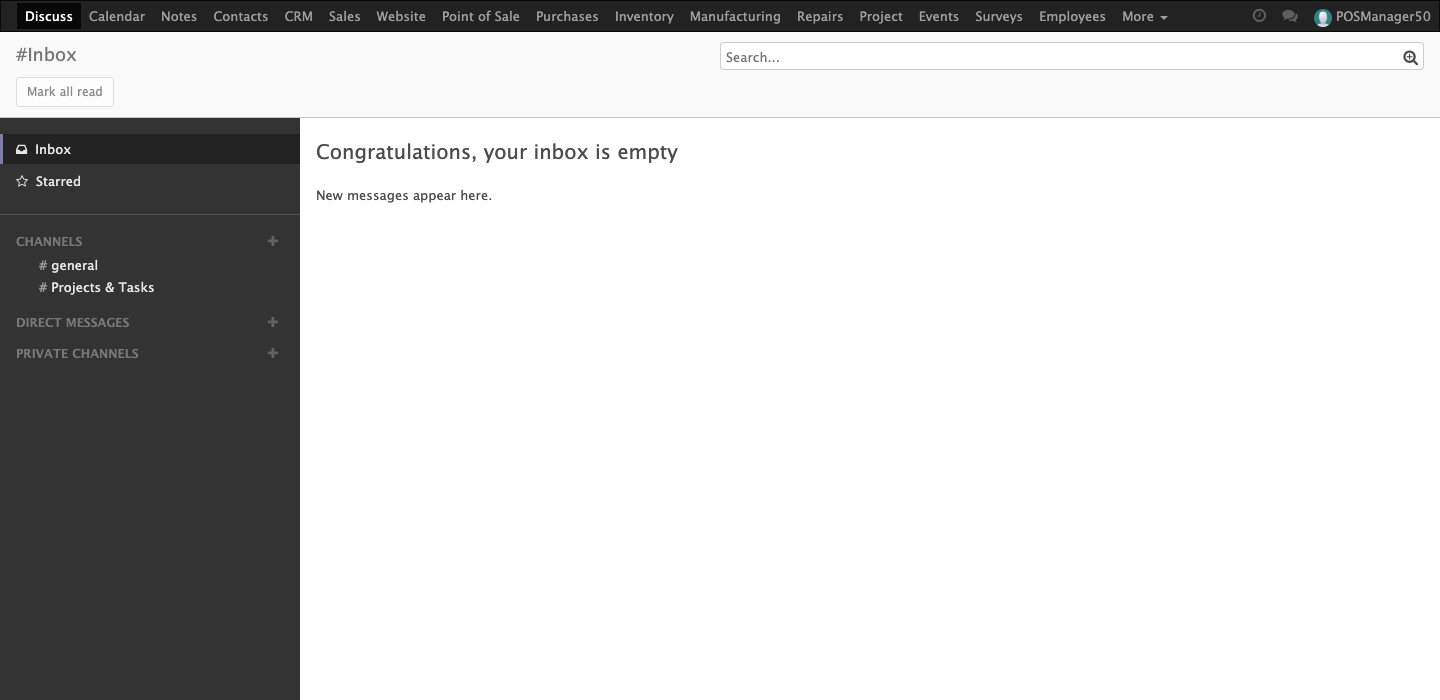 Discuss Calendar Notes Contacts CRM Sales Website Point of Sale Purchases Inventory Manufacturing Repairs Project Events Surveys Employees More POSManager50
#Inbox
Search...
Mark all read
Inbox
Starred
CHANNELS
# general
# Projects & Tasks
DIRECT MESSAGES
PRIVATE CHANNELS
Congratulations, your inbox is empty
New messages appear here.